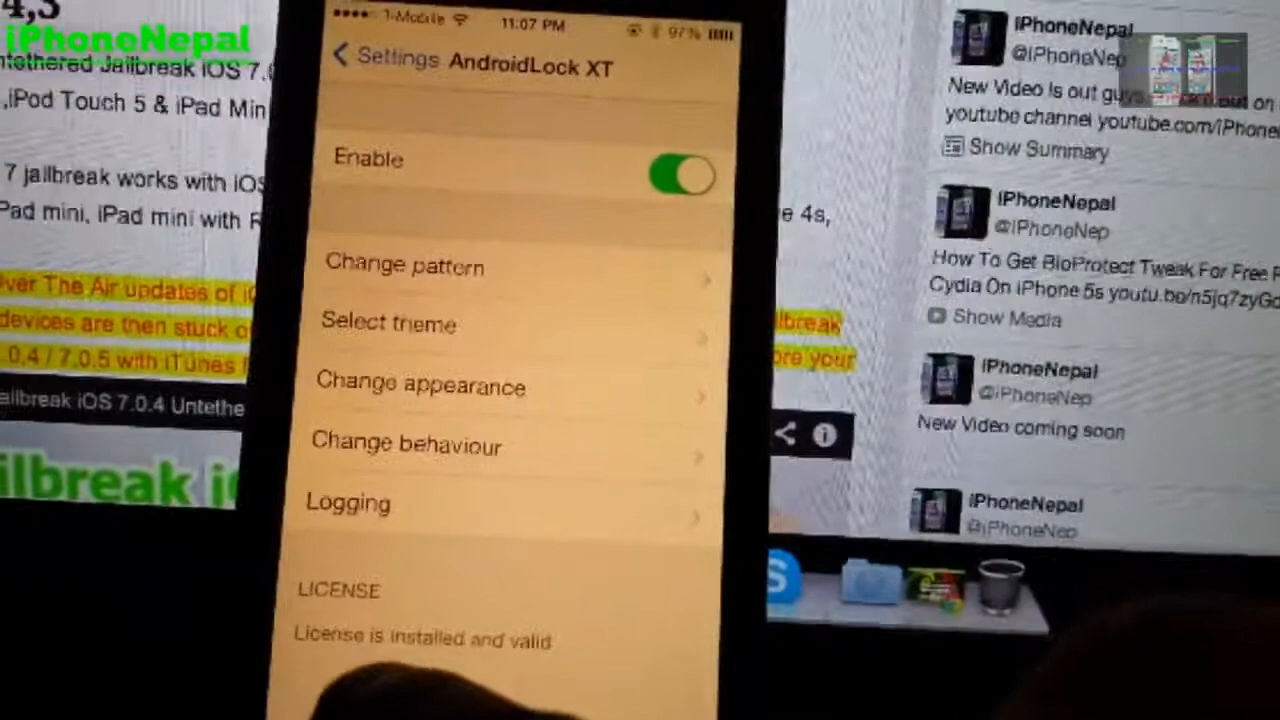 4,3
iPhoneNepal
ntethered Jailbreak iOS 7.
,iPod Touch 5 & iPad Min
7 jailbreak works with iOS
Pad mini, iPad mini with R
e 4s,
ver The Air updates of i
devices are then stuck o
ilbreak
0.4 / 7.0.5 with iTunes
ore your
ailbreak iOS 7.0.4 Untethe
ilbreak i
T-Mobile 11:07 PM 97%
Settings AndroidLock XT
Enable
Change pattern
Select theme
Change appearance
Change behaviour
Logging
LICENSE
License is installed and valid
iPhoneNepal
@iPhoneNep
New Video Is out guys out on
youtube channel youtube.com/iPhone
Show Summary
iPhoneNepal
@iPhoneNep
How To Get BioProtect Tweak For Free F
Cydia On iPhone 5s youtu.be/n5jq7zyGd
Show Media
iPhoneNepal
@iPhoneNep
New Video coming soon
iPhoneNepal
@iPhoneNep